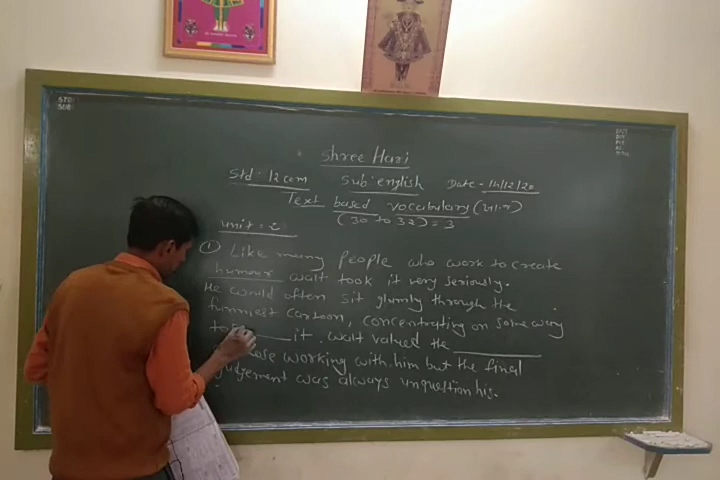 STD
SUB
Shree Hari
Std - 12 com Sub: english Date - 11/12/20
Text based vocabulary
(30 to 32) = 3
unit :- 2
① Like many people who work to create
humour walt took it very seriously.
He would often sit glumly through the
funniest cartoon, concentrating on some way
to it. walt valued the
working with him but the final
judgement was always unquestion his.